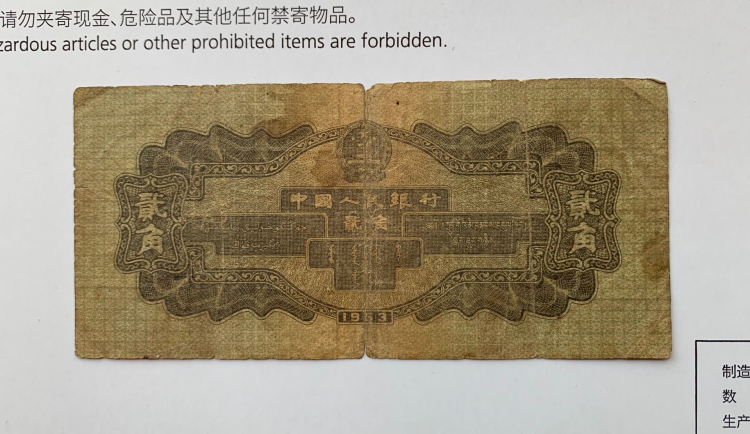 请勿夹寄现金、危险品及其他任何禁寄物品。
zardous articles or other prohibited items are forbidden.
中國人民銀行
貳角
貳角
貳角
1953
制造
数
生产